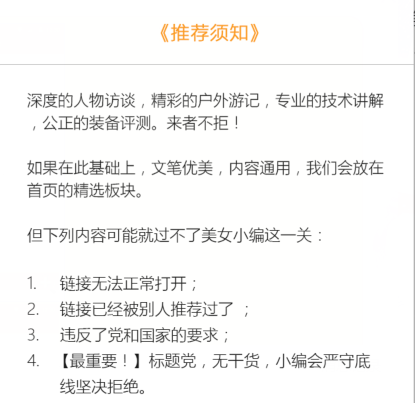 《推荐须知》
深度的人物访谈，精彩的户外游记，专业的技术讲解
，公正的装备评测。来者不拒！
如果在此基础上，文笔优美，内容通用，我们会放在
首页的精选板块。
但下列内容可能就过不了美女小编这一关：
1. 链接无法正常打开；
2. 链接已经被别人推荐过了 ；
3. 违反了党和国家的要求；
4. 【最重要！】标题党，无干货，小编会严守底
线坚决拒绝。